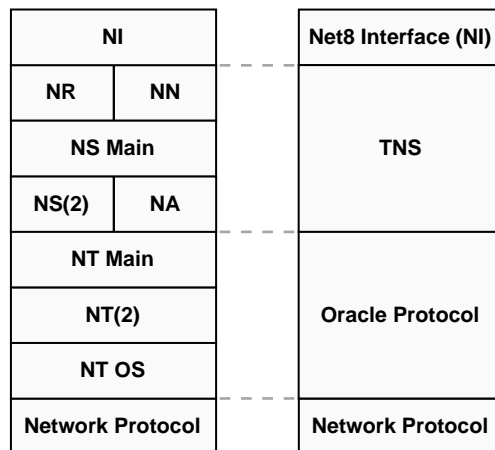 NI
NR NN
NS Main
NS(2) NA
NT Main
NT(2)
NT OS
Network Protocol
Net8 Interface (NI)
TNS
Oracle Protocol
Network Protocol